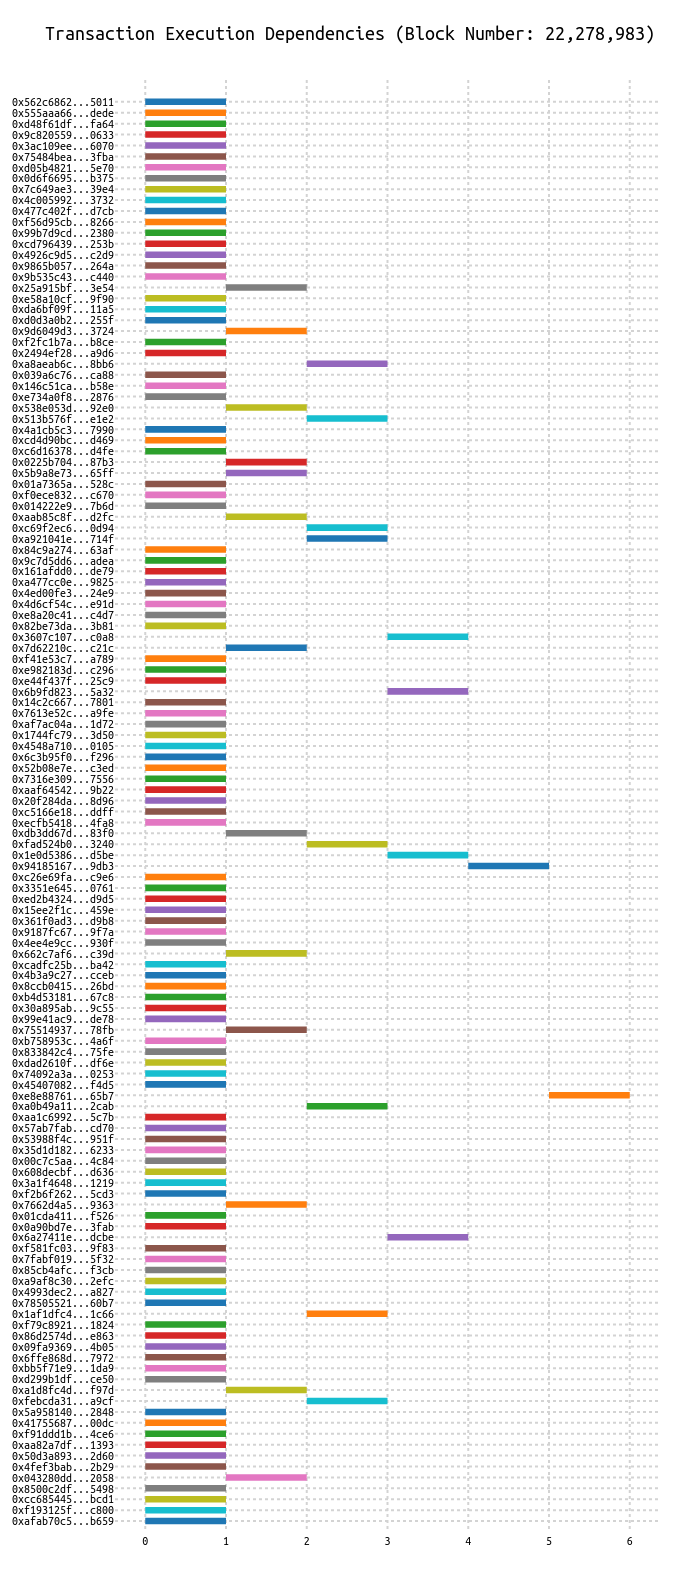 Transaction Execution Dependencies (Block Number: 22,278,983)
0x562c6862...5011
0x555aaa66...dede
0xd48f61df...fa64
0x9c820559...0633
0x3ac109ee...6070
0x75484bea...3fba
0xd05b4821...5e70
0x0d6f6695...b375
0x7c649ae3...39e4
0x4c005992...3732
0x477c402f...d7cb
0xf56d95cb...8266
0x99b7d9cd...2380
0xcd796439...253b
0x4926c9d5...c2d9
0x9865b057...264a
0x9b535c43...c440
0x25a915bf...3e54
0xe58a10cf...9f90
0xda6bf09f...11a5
0xd0d3a0b2...255f
0x9d6049d3...3724
0xf2fc1b7a...b8ce
0x2494ef28...a9d6
0xa8aeab6c...8bb6
0x039a6c76...ca88
0x146c51ca...b58e
0xe734a0f8...2876
0x538e053d...92e0
0x513b576f...e1e2
0x4a1cb5c3...7990
0xcd4d90bc...d469
0xc6d16378...d4fe
0x0225b704...87b3
0x5b9a8e73...65ff
0x01a7365a...528c
0xf0ece832...c670
0x014222e9...7b6d
0xaab85c8f...d2fc
0xc69f2ec6...0d94
0xa921041e...714f
0x84c9a274...63af
0x9c7d5dd6...adea
0x161afdd0...de79
0xa477cc0e...9825
0x4ed00fe3...24e9
0x4d6cf54c...e91d
0xe8a20c41...c4d7
0x82be73da...3b81
0x3607c107...c0a8
0x7d62210c...c21c
0xf41e53c7...a789
0xe982183d...c296
0xe44f437f...25c9
0x6b9fd823...5a32
0x14c2c667...7801
0x7613e52c...a9fe
0xaf7ac04a...1d72
0x1744fc79...3d50
0x4548a710...0105
0x6c3b95f0...f296
0x52b08e7e...c3ed
0x7316e309...7556
0xaaf64542...9b22
0x20f284da...8d96
0xc5166e18...ddff
0xecfb5418...4fa8
0xdb3dd67d...83f0
0xfad524b0...3240
0x1e0d5386...d5be
0x94185167...9db3
0xc26e69fa...c9e6
0x3351e645...0761
0xed2b4324...d9d5
0x15ee2f1c...459e
0x361f0ad3...d9b8
0x9187fc67...9f7a
0x4ee4e9cc...930f
0x662c7af6...c39d
0xcadfc25b...ba42
0x4b3a9c27...cceb
0x8ccb0415...26bd
0xb4d53181...67c8
0x30a895ab...9c55
0x99e41ac9...de78
0x75514937...78fb
0xb758953c...4a6f
0x833842c4...75fe
0xdad2610f...df6e
0x74092a3a...0253
0x45407082...f4d5
0xe8e88761...65b7
0xa0b49a11...2cab
0xaa1c6992...5c7b
0x57ab7fab...cd70
0x53988f4c...951f
0x35d1d182...6233
0x00c7c5aa...4c84
0x608decbf...d636
0x3a1f4648...1219
0xf2b6f262...5cd3
0x7662d4a5...9363
0x01cda411...f526
0x0a90bd7e...3fab
0x6a27411e...dcbe
0xf581fc03...9f83
0x7fabf019...5f32
0x85cb4afc...f3cb
0xa9af8c30...2efc
0x4993dec2...a827
0x78505521...60b7
0x1af1dfc4...1c66
0xf79c8921...1824
0x86d2574d...e863
0x09fa9369...4b05
0x6ffe868d...7972
0xbb5f71e9...1da9
0xd299b1df...ce50
0xa1d8fc4d...f97d
0xfebcda31...a9cf
0x5a958140...2848
0x41755687...00dc
0xf91ddd1b...4ce6
0xaa82a7df...1393
0x50d3a893...2d60
0x4fef3bab...2b29
0x043280dd...2058
0x8500c2df...5498
0xcc685445...bcd1
0xf193125f...c800
0xafab70c5...b659
0 1 2 3 4 5 6